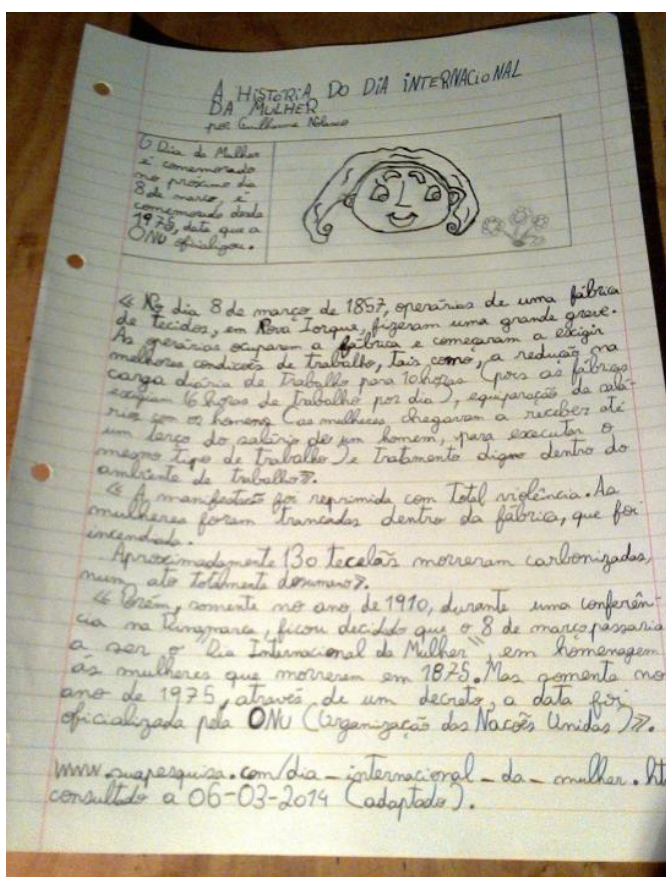 A HISTÓRIA DO DIA INTERNACIONAL
DA MULHER
por Guilherme
O Dia da Mulher
é comemorado
no próximo dia
8 de março, é
comemorado desde
1975, data que a
ONU oficializou.
« No dia 8 de março de 1857, operárias de uma fábrica
de tecidos, em Nova Iorque, fizeram uma grande greve.
As operárias ocuparam a fábrica e começaram a exigir
melhores condições de trabalho, tais como, a redução na
carga diária de trabalho para 10 horas (pois as fábricas
exigiam 16 horas de trabalho por dia), equiparação de salá-
rios com os homens (as mulheres, chegavam a receber até
um terço do salário de um homem, para executar o
mesmo tipo de trabalho) e tratamento digno dentro do
ambiente de trabalho».
« A manifestação foi reprimida com total violência. As
mulheres foram trancadas dentro da fábrica, que foi
incendiada.
Aproximadamente 130 tecelãs morreram carbonizadas,
num ato totalmente desumano».
« Porém, somente no ano de 1910, durante uma conferên-
cia na Dinamarca, ficou decidido que o 8 de março passaria
a ser o "Dia Internacional da Mulher", em homenagem
às mulheres que morreram em 1875. Mas somente no
ano de 1975, através de um decreto, a data foi
oficializada pela ONU (Organização das Nações Unidas)».
www.suapesquisa.com/dia_internacional_da_mulher.ht
consultado a 06-03-2014 (adaptado).